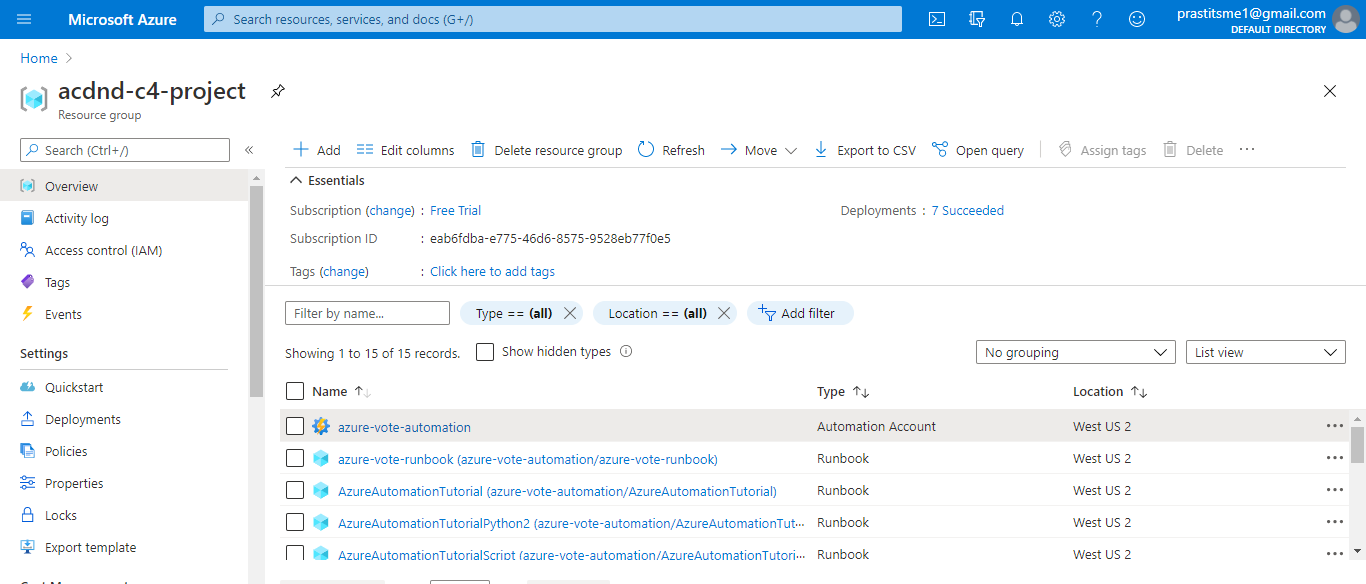 Microsoft Azure
Search resources, services, and docs (G+/)
prastitsme1@gmail.com
DEFAULT DIRECTORY
Home
acdnd-c4-project
Resource group
Search (Ctrl+/)
Overview
Activity log
Access control (IAM)
Tags
Events
Settings
Quickstart
Deployments
Policies
Properties
Locks
Export template
Add Edit columns Delete resource group Refresh Move Export to CSV Open query Assign tags Delete
Essentials
Subscription (change) : Free Trial
Deployments : 7 Succeeded
Subscription ID : eab6fdba-e775-46d6-8575-9528eb77f0e5
Tags (change) : Click here to add tags
Filter by name... Type == (all) Location == (all) Add filter
Showing 1 to 15 of 15 records. Show hidden types No grouping List view
Name Type Location
azure-vote-automation Automation Account West US 2
azure-vote-runbook (azure-vote-automation/azure-vote-runbook) Runbook West US 2
AzureAutomationTutorial (azure-vote-automation/AzureAutomationTutorial) Runbook West US 2
AzureAutomationTutorialPython2 (azure-vote-automation/AzureAutomationTut... Runbook West US 2
AzureAutomationTutorialScript (azure-vote-automation/AzureAutomationTutori... Runbook West US 2